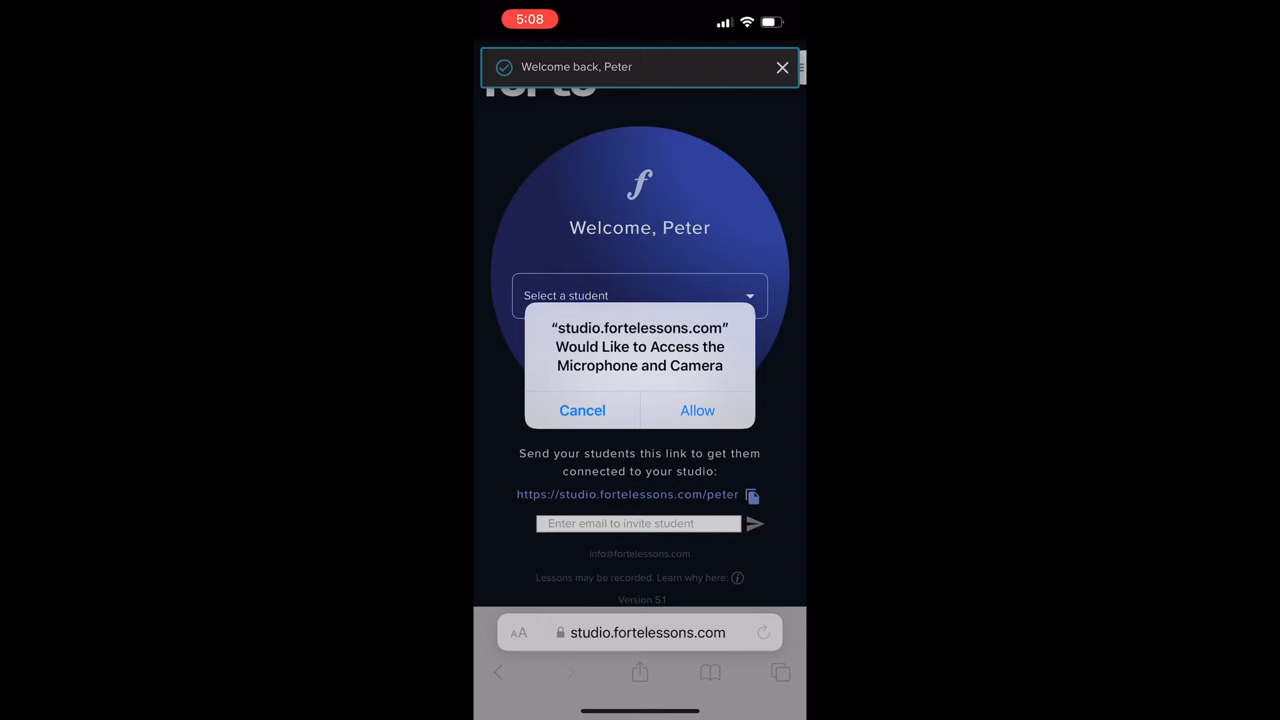 5:08
Welcome back, Peter
forte
f
Welcome, Peter
Select a student
“studio.fortelessons.com”
Would Like to Access the
Microphone and Camera
Cancel
Allow
Send your students this link to get them
connected to your studio:
https://studio.fortelessons.com/peter
Enter email to invite student
info@fortelessons.com
Lessons may be recorded. Learn why here:
Version 5.1
AA
studio.fortelessons.com